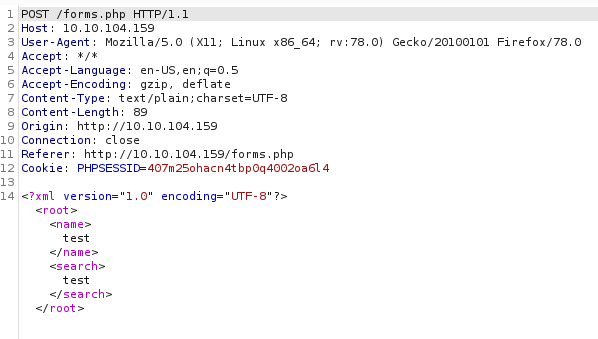 1 POST /forms.php HTTP/1.1
2 Host: 10.10.104.159
3 User-Agent: Mozilla/5.0 (X11; Linux x86_64; rv:78.0) Gecko/20100101 Firefox/78.0
4 Accept: */*
5 Accept-Language: en-US,en;q=0.5
6 Accept-Encoding: gzip, deflate
7 Content-Type: text/plain;charset=UTF-8
8 Content-Length: 89
9 Origin: http://10.10.104.159
10 Connection: close
11 Referer: http://10.10.104.159/forms.php
12 Cookie: PHPSESSID=407m25ohacn4tbp0q4002oa6l4
13
14 <?xml version="1.0" encoding="UTF-8"?>
<root>
<name>
test
</name>
<search>
test
</search>
</root>